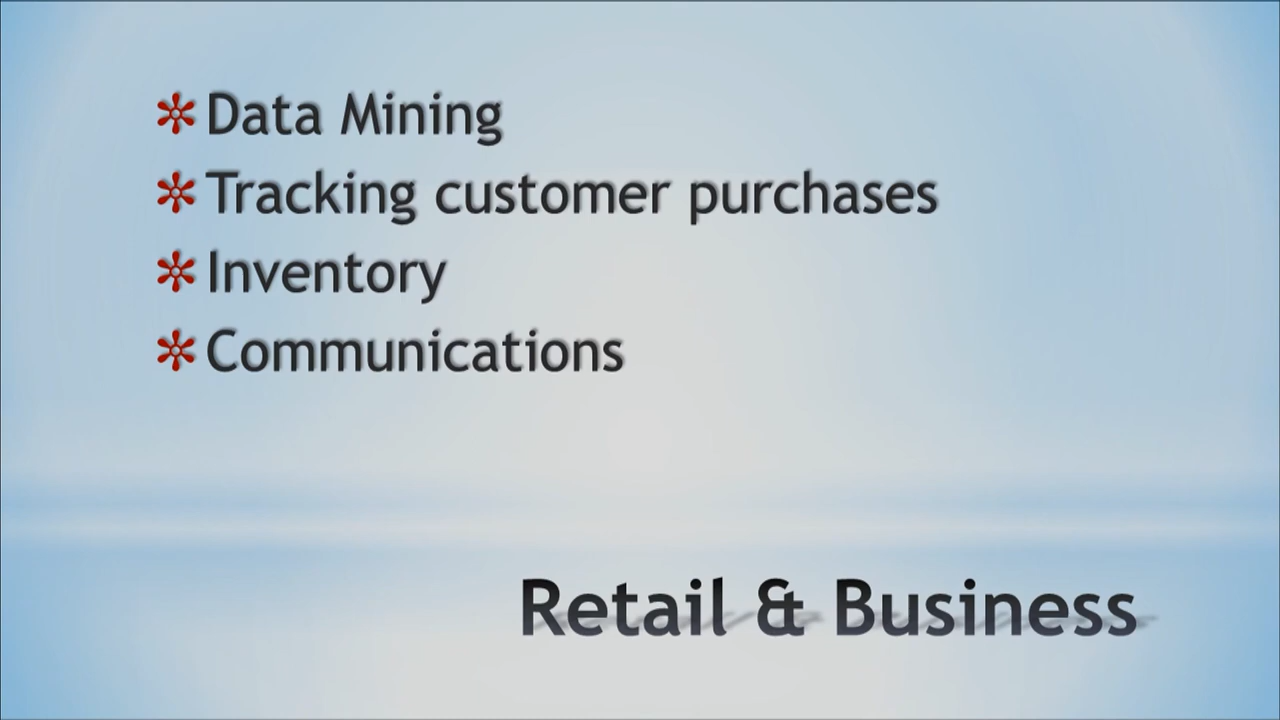 Data Mining
Tracking customer purchases
Inventory
Communications
Retail & Business